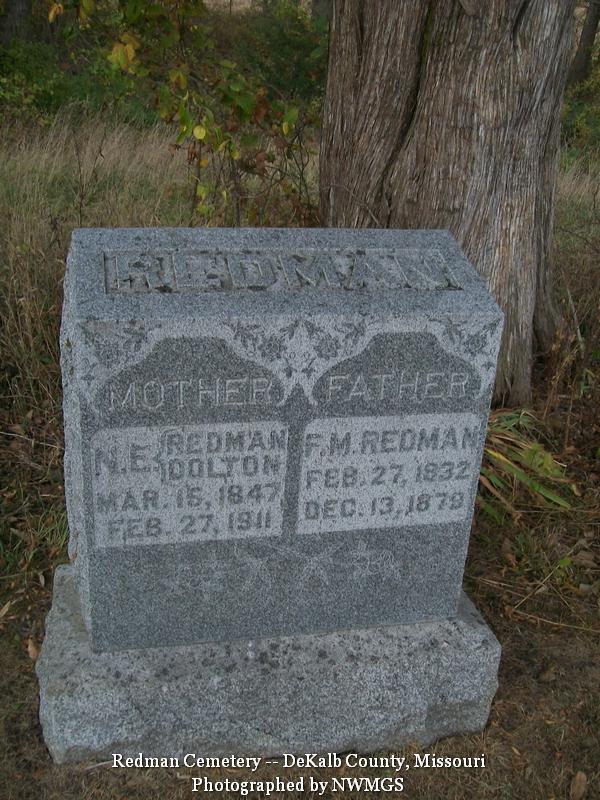 REDMAN
MOTHER
N.E. {REDMAN
DOLTON
MAR. 15, 1847
FEB. 27, 1911
FATHER
F.M. REDMAN
FEB. 27, 1832
DEC. 13, 1879
Redman Cemetery -- DeKalb County, Missouri
Photographed by NWMGS